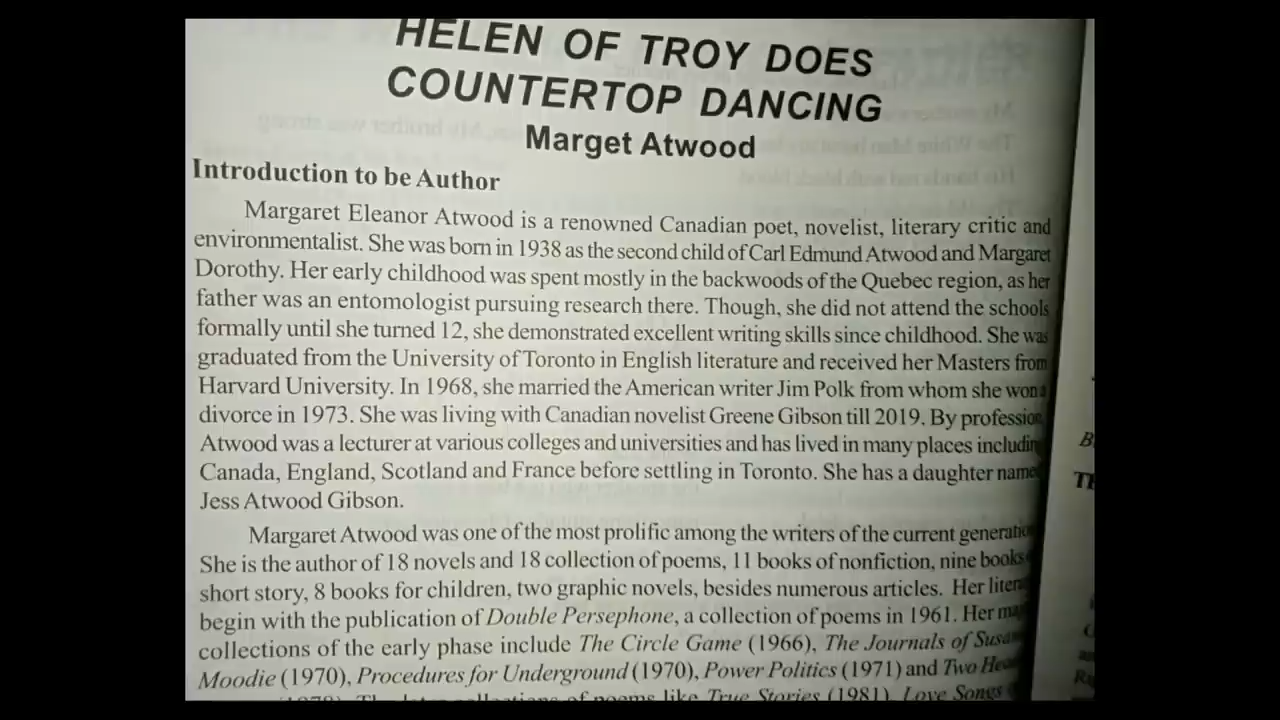 HELEN OF TROY DOES
COUNTERTOP DANCING
Marget Atwood
Introduction to be Author
Margaret Eleanor Atwood is a renowned Canadian poet, novelist, literary critic and
environmentalist. She was born in 1938 as the second child of Carl Edmund Atwood and Margaret
Dorothy. Her early childhood was spent mostly in the backwoods of the Quebec region, as her
father was an entomologist pursuing research there. Though, she did not attend the schools
formally until she turned 12, she demonstrated excellent writing skills since childhood. She was
graduated from the University of Toronto in English literature and received her Masters from
Harvard University. In 1968, she married the American writer Jim Polk from whom she won a
divorce in 1973. She was living with Canadian novelist Greene Gibson till 2019. By profession
Atwood was a lecturer at various colleges and universities and has lived in many places includin
Canada, England, Scotland and France before settling in Toronto. She has a daughter name
Jess Atwood Gibson.
Margaret Atwood was one of the most prolific among the writers of the current generatio
She is the author of 18 novels and 18 collection of poems, 11 books of nonfiction, nine books
short story, 8 books for children, two graphic novels, besides numerous articles. Her litera
begin with the publication of Double Persephone, a collection of poems in 1961. Her
collections of the early phase include The Circle Game (1966), The Journals of Susa
Moodie (1970), Procedures for Underground (1970), Power Politics (1971) and Two
collections of poems like True Stories (1981), Love Songs